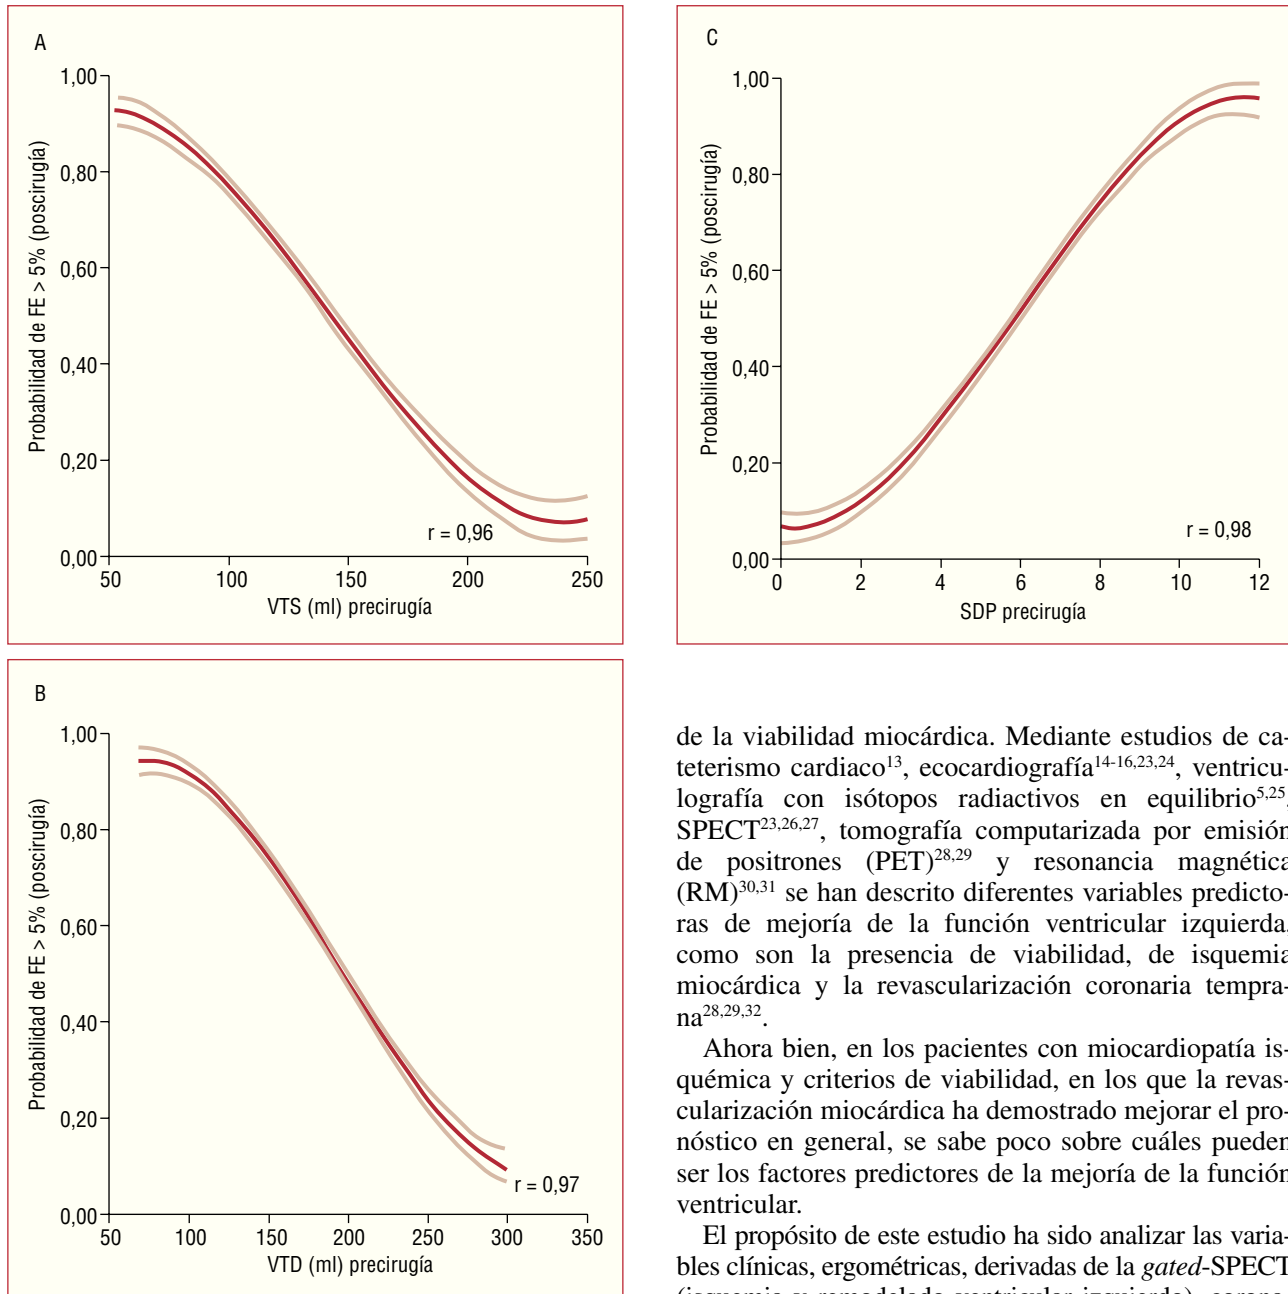 A
1,00
0,80
0,60
0,40
0,20
0,00
Probabilidad de FE > 5% (poscirugía)
r = 0,96
50 100 150 200 250
VTS (ml) precirugía
B
1,00
0,80
0,60
0,40
0,20
0,00
Probabilidad de FE > 5% (poscirugía)
r = 0,97
50 100 150 200 250 300 350
VTD (ml) precirugía
C
1,00
0,80
0,60
0,40
0,20
0,00
Probabilidad de FE > 5% (poscirugía)
r = 0,98
0 2 4 6 8 10 12
SDP precirugía
de la viabilidad miocárdica. Mediante estudios de ca-
teterismo cardiaco13, ecocardiografía14-16,23,24, ventricu-
lografía con isótopos radiactivos en equilibrio5,25,
SPECT23,26,27, tomografía computarizada por emisión
de positrones (PET)28,29 y resonancia magnética
(RM)30,31 se han descrito diferentes variables predicto-
ras de mejoría de la función ventricular izquierda,
como son la presencia de viabilidad, de isquemia
miocárdica y la revascularización coronaria tempra-
na28,29,32.
Ahora bien, en los pacientes con miocardiopatía is-
quémica y criterios de viabilidad, en los que la revas-
cularización miocárdica ha demostrado mejorar el pro-
nóstico en general, se sabe poco sobre cuáles pueden
ser los factores predictores de la mejoría de la función
ventricular.
El propósito de este estudio ha sido analizar las varia-
bles clínicas, ergométricas, derivadas de la gated-SPECT
(isquemia y remodelado ventricular izquierdo), corona-